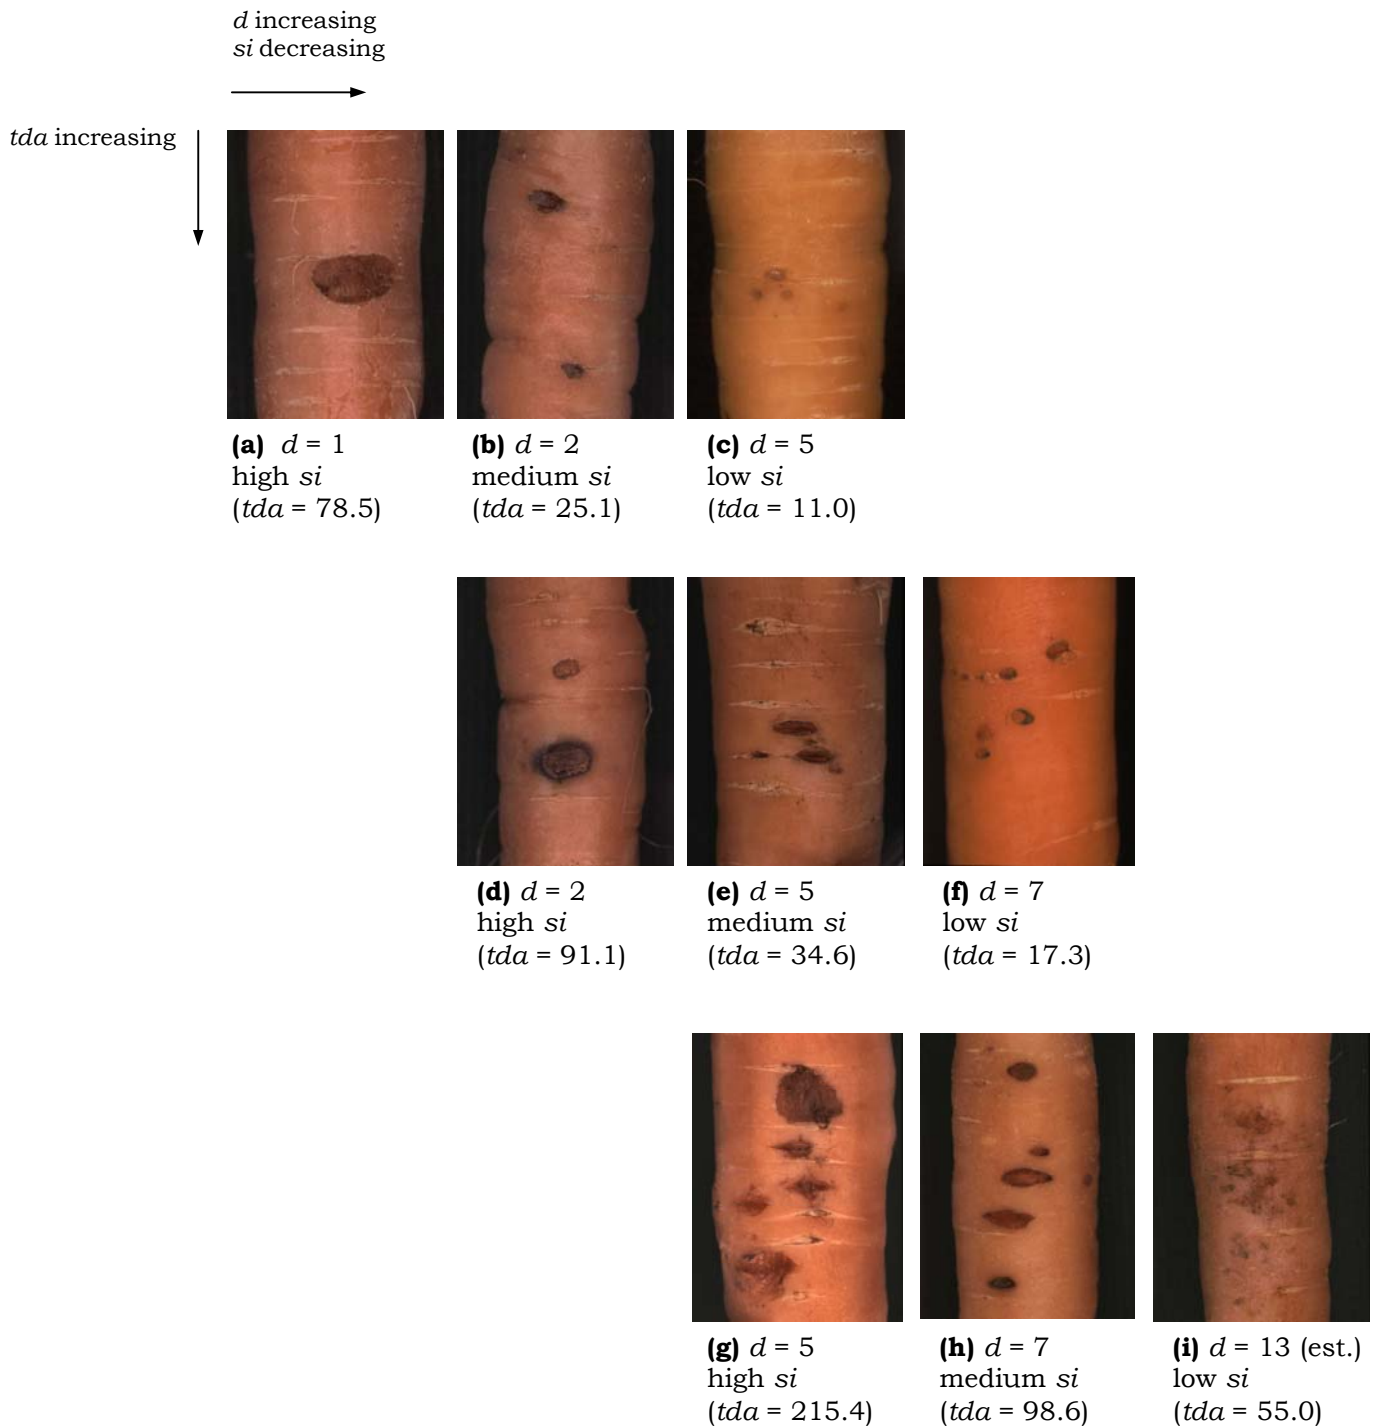 d increasing
si decreasing
tda increasing
(a) d = 1
high si
(tda = 78.5)
(b) d = 2
medium si
(tda = 25.1)
(c) d = 5
low si
(tda = 11.0)
(d) d = 2
high si
(tda = 91.1)
(e) d = 5
medium si
(tda = 34.6)
(f) d = 7
low si
(tda = 17.3)
(g) d = 5
high si
(tda = 215.4)
(h) d = 7
medium si
(tda = 98.6)
(i) d = 13 (est.)
low si
(tda = 55.0)